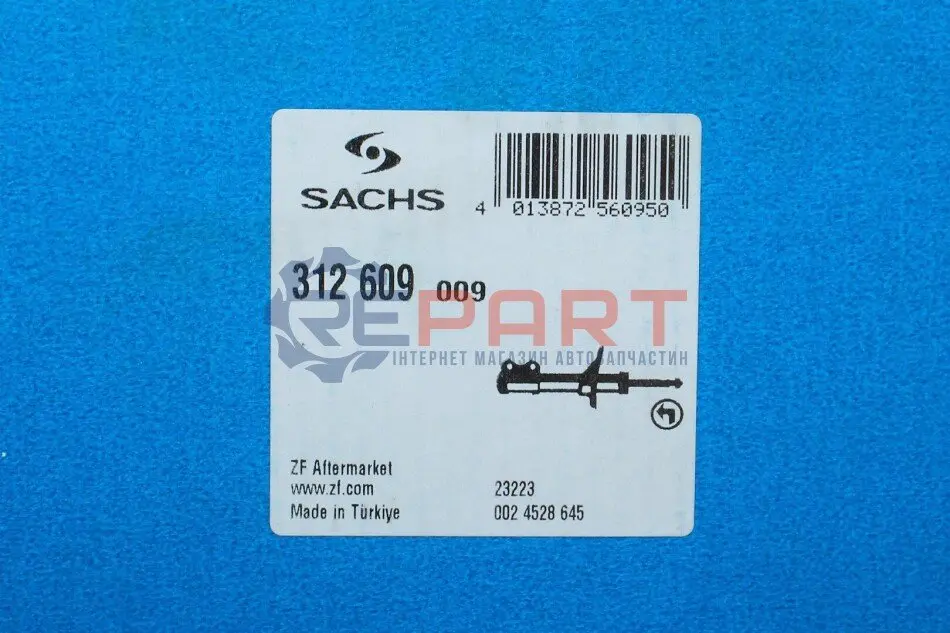 SACHS
4 013872 560950
312 609 009
REPART
ІНТЕРНЕТ МАГАЗИН АВТОЗАПЧАСТИН
ZF Aftermarket
www.zf.com
Made in Türkiye
23223
002 4528 645